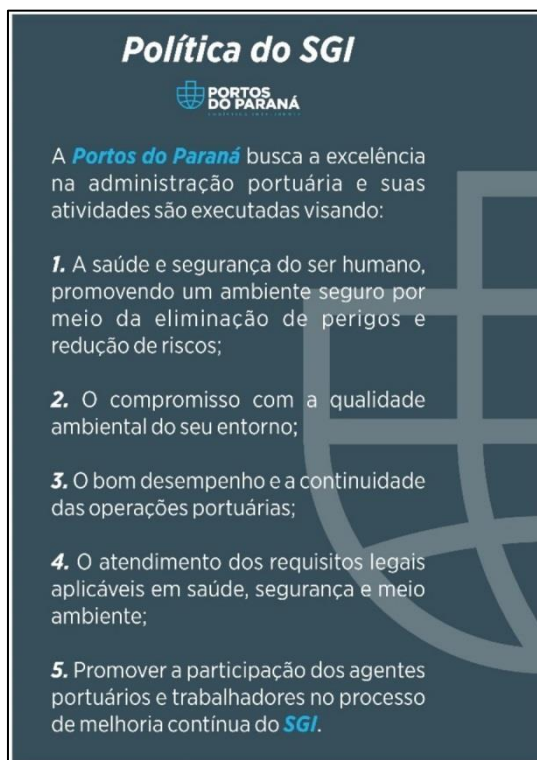 Política do SGI
PORTOS
DO PARANÁ
A Portos do Paraná busca a excelência
na administração portuária e suas
atividades são executadas visando:
1. A saúde e segurança do ser humano,
promovendo um ambiente seguro por
meio da eliminação de perigos e
redução de riscos;
2. O compromisso com a qualidade
ambiental do seu entorno;
3. O bom desempenho e a continuidade
das operações portuárias;
4. O atendimento dos requisitos legais
aplicáveis em saúde, segurança e meio
ambiente;
5. Promover a participação dos agentes
portuários e trabalhadores no processo
de melhoria contínua do SGI.